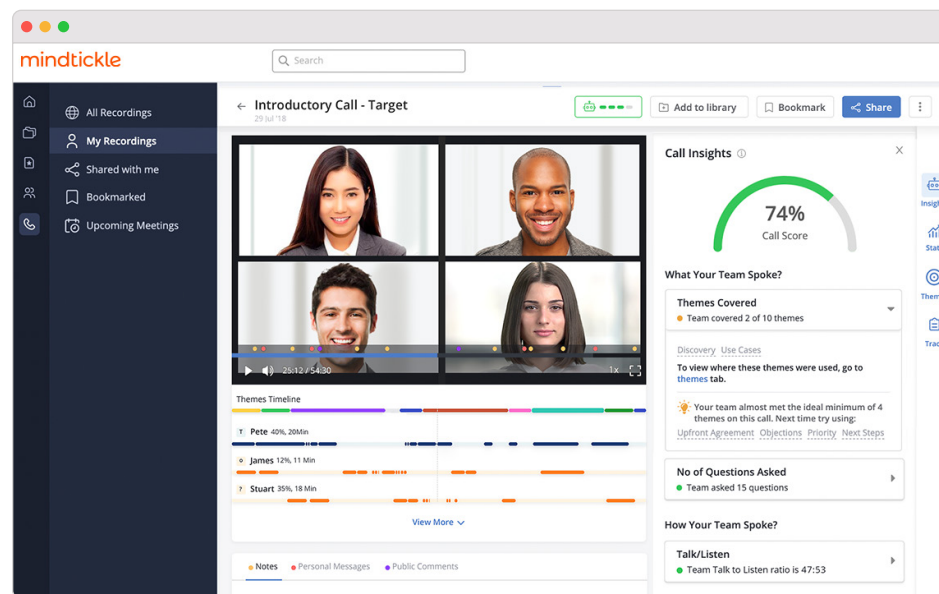 mindtickle
Search
All Recordings
My Recordings
Shared with me
Bookmarked
Upcoming Meetings
Introductory Call - Target
29 Jul '18
Add to library
Bookmark
Share
25:12 / 54:30
1x
Themes Timeline
T Pete 40%, 20Min
James 12%, 11 Min
? Stuart 35%, 18 Min
View More
Notes
Personal Messages
Public Comments
Call Insights
74%
Call Score
What Your Team Spoke?
Themes Covered
Team covered 2 of 10 themes
Discovery Use Cases
To view where these themes were used, go to
themes tab.
Your team almost met the ideal minimum of 4
themes on this call. Next time try using:
Upfront Agreement Objections Priority Next Steps
No of Questions Asked
Team asked 15 questions
How Your Team Spoke?
Talk/Listen
Team Talk to Listen ratio is 47:53